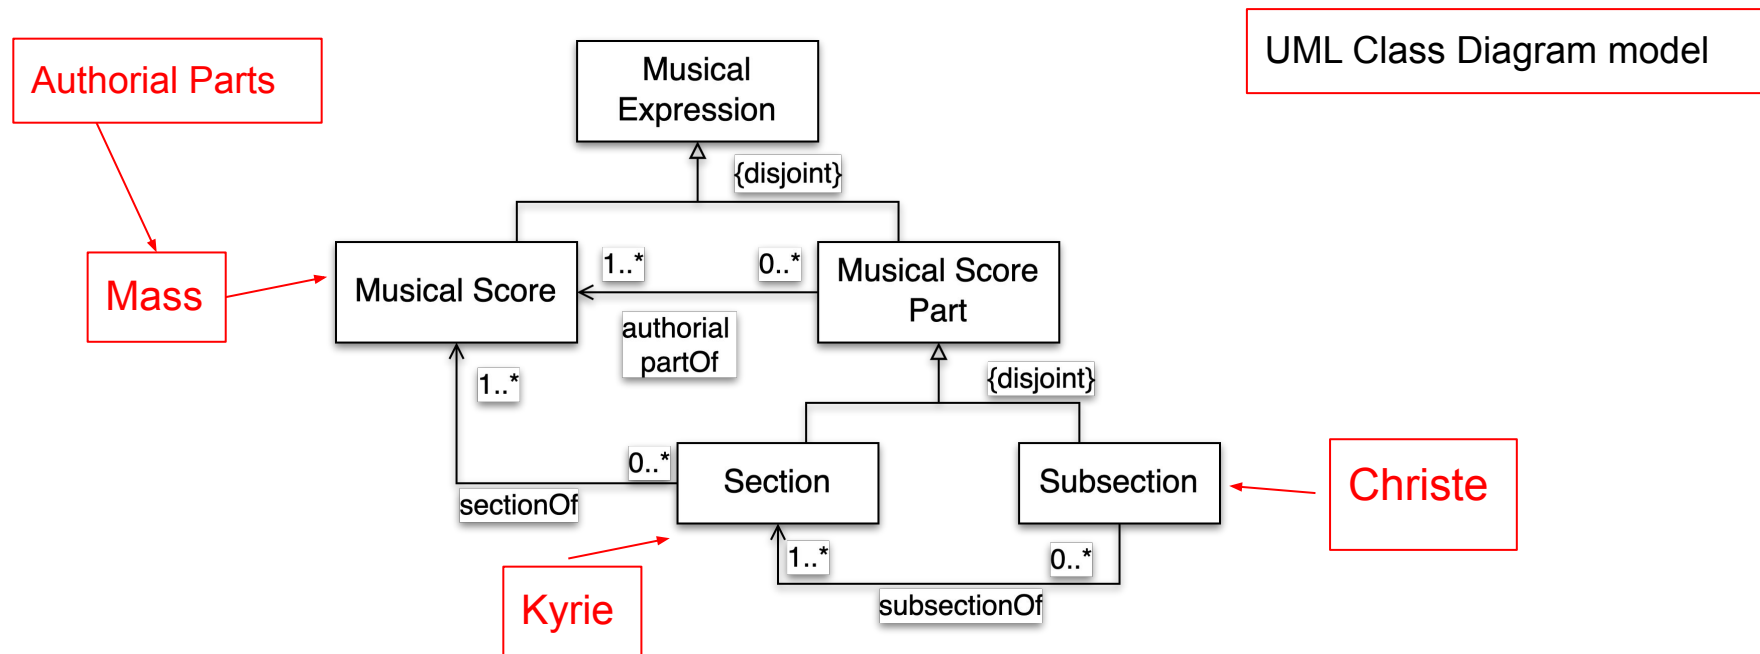 UML Class Diagram model
Authorial Parts
Musical
Expression
{disjoint}
Mass
Musical Score
1..*
0..*
authorial
partOf
Musical Score
Part
{disjoint}
1..*
0..*
sectionOf
Section
Subsection
Christe
Kyrie
1..*
0..*
subsectionOf